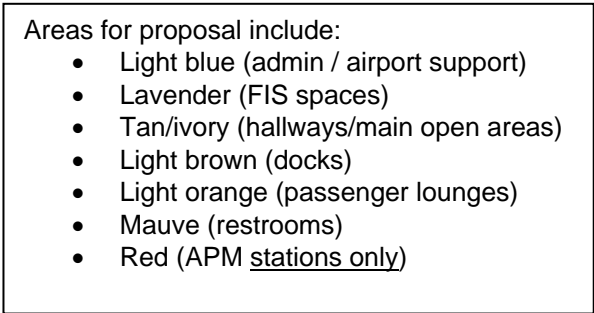 Areas for proposal include:
• Light blue (admin / airport support)
• Lavender (FIS spaces)
• Tan/ivory (hallways/main open areas)
• Light brown (docks)
• Light orange (passenger lounges)
• Mauve (restrooms)
• Red (APM stations only)